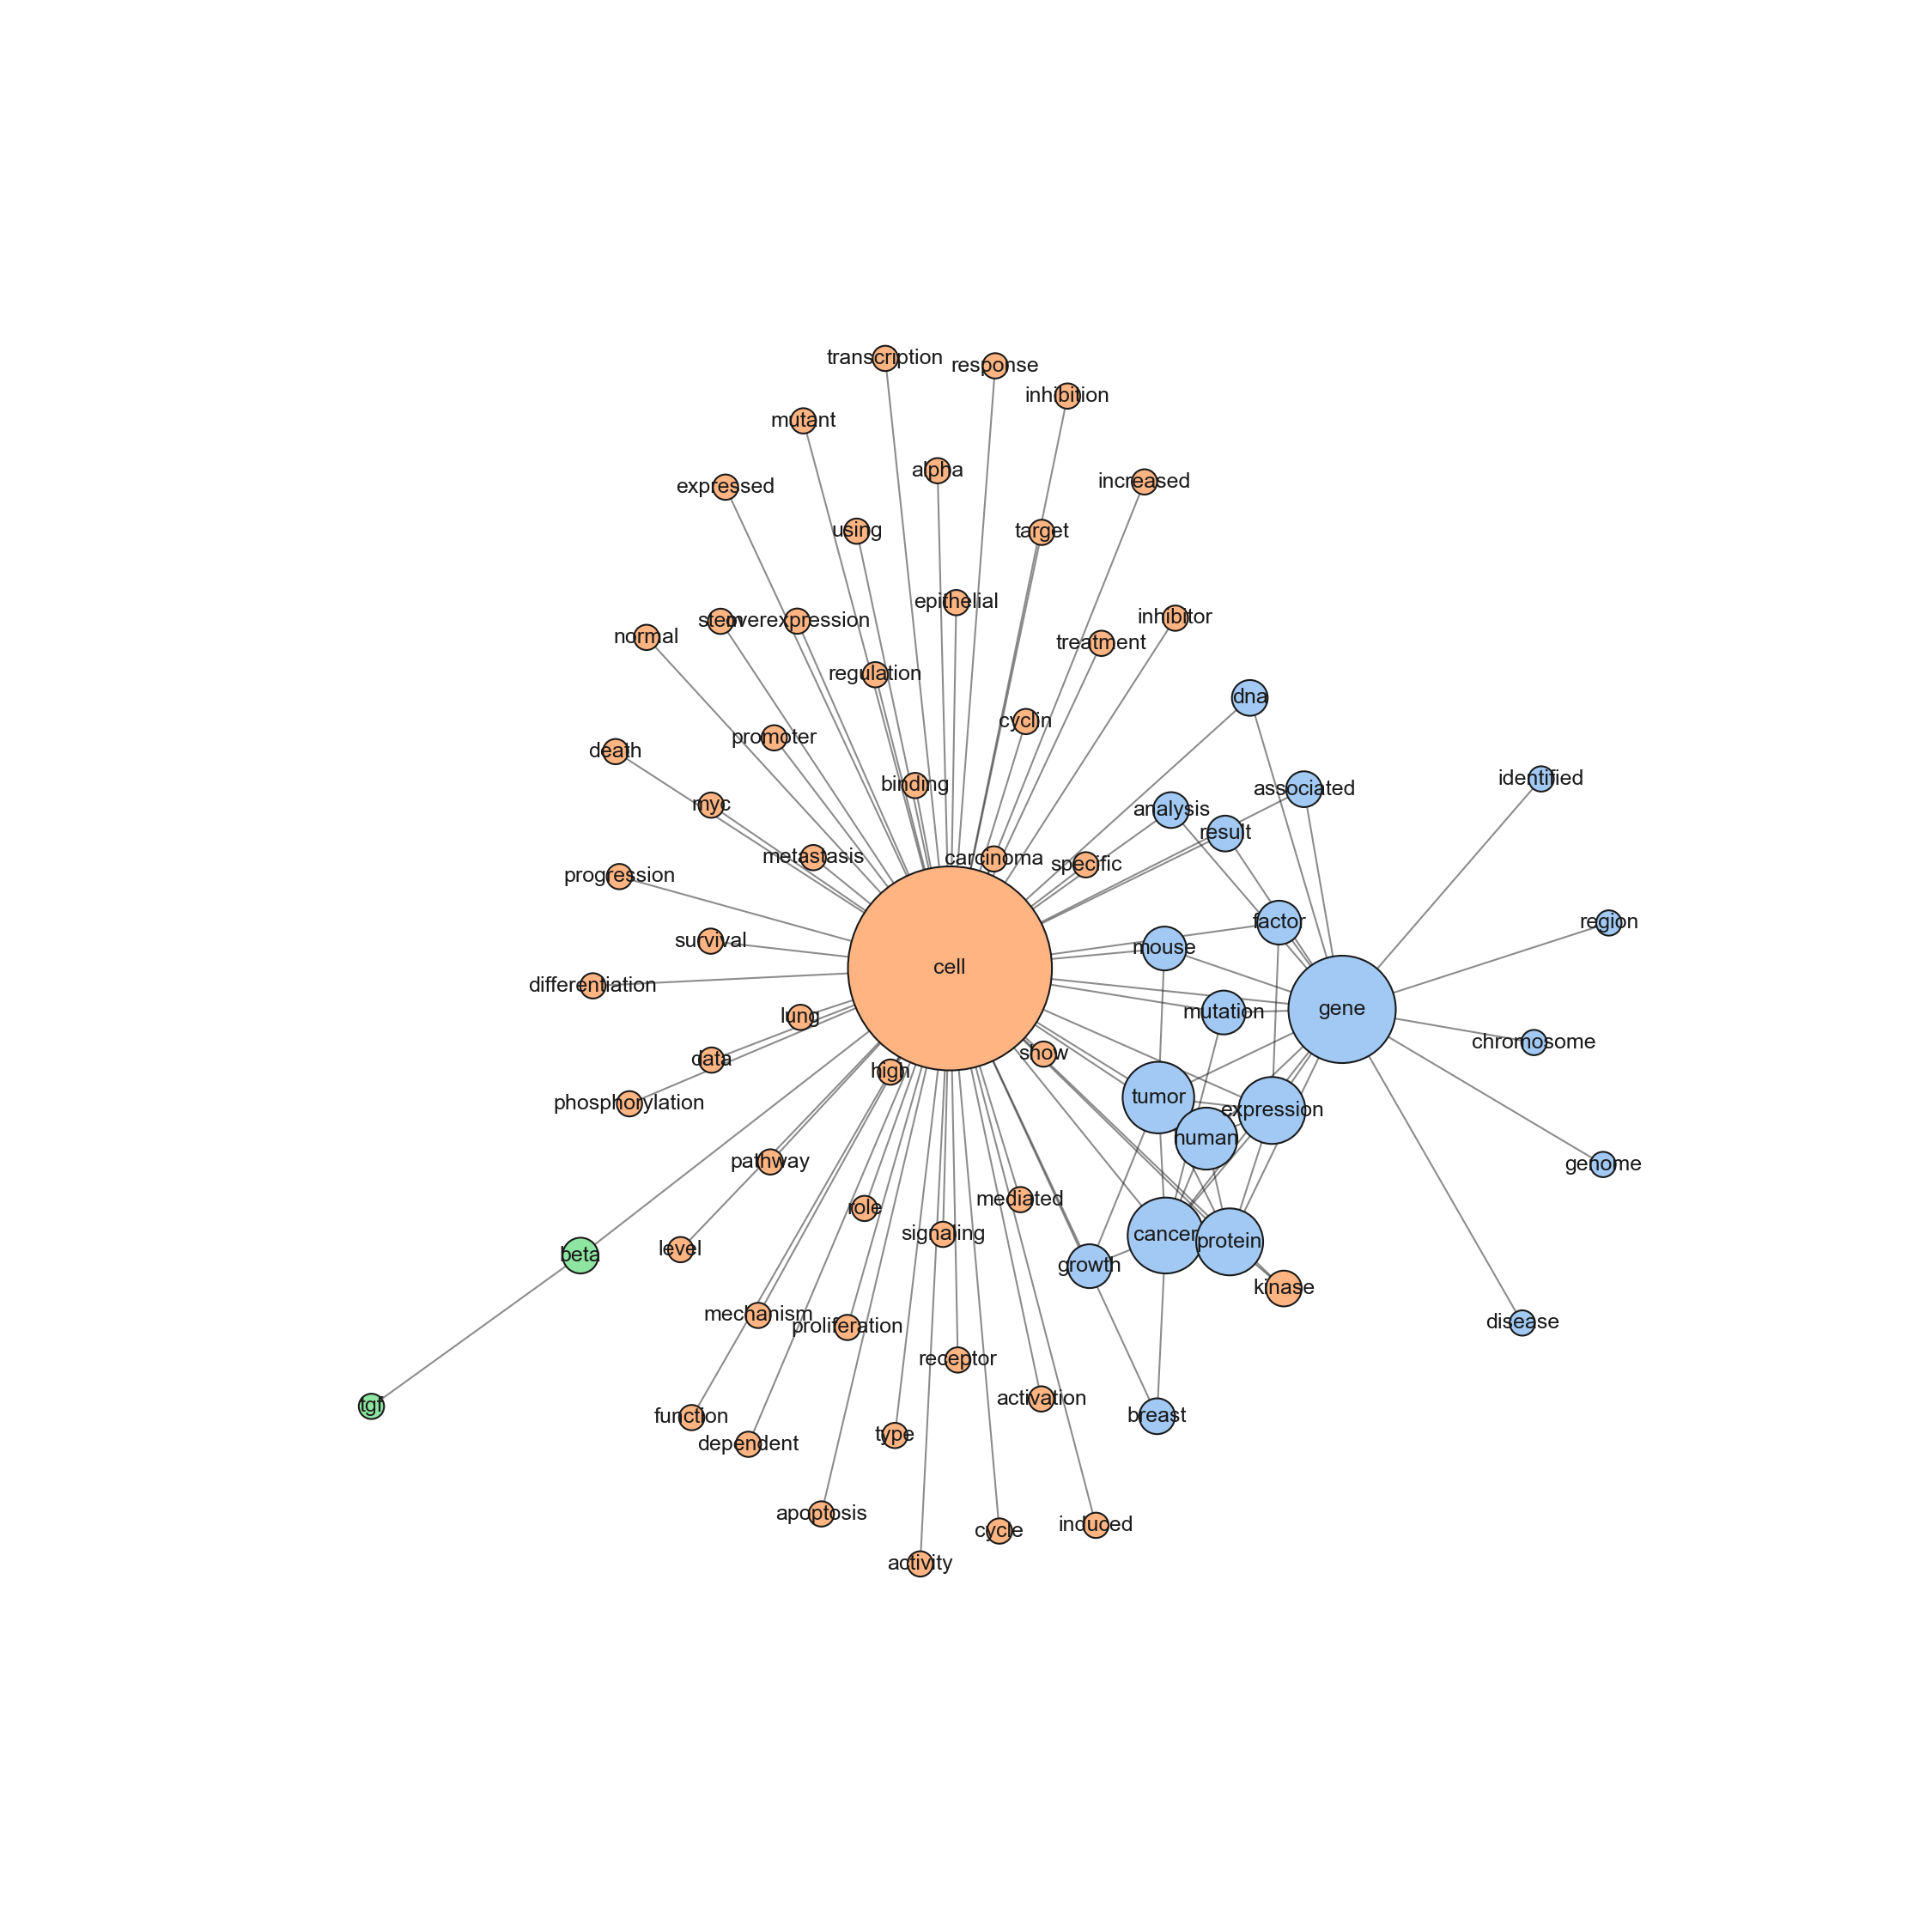 transcription
response
inhibition
mutant
alpha
increased
expressed
using
target
epithelial
inhibitor
stem
overexpression
normal
treatment
regulation
dna
cyclin
promoter
death
identified
binding
associated
myc
analysis
result
metastasis
carcinoma
specific
progression
factor
region
survival
mouse
cell
differentiation
gene
mutation
lung
chromosome
show
data
high
tumor
phosphorylation
expression
human
pathway
genome
mediated
role
signaling
cancer
protein
level
beta
growth
kinase
mechanism
disease
proliferation
receptor
activation
tgf
function
breast
type
dependent
apoptosis
induced
cycle
activity